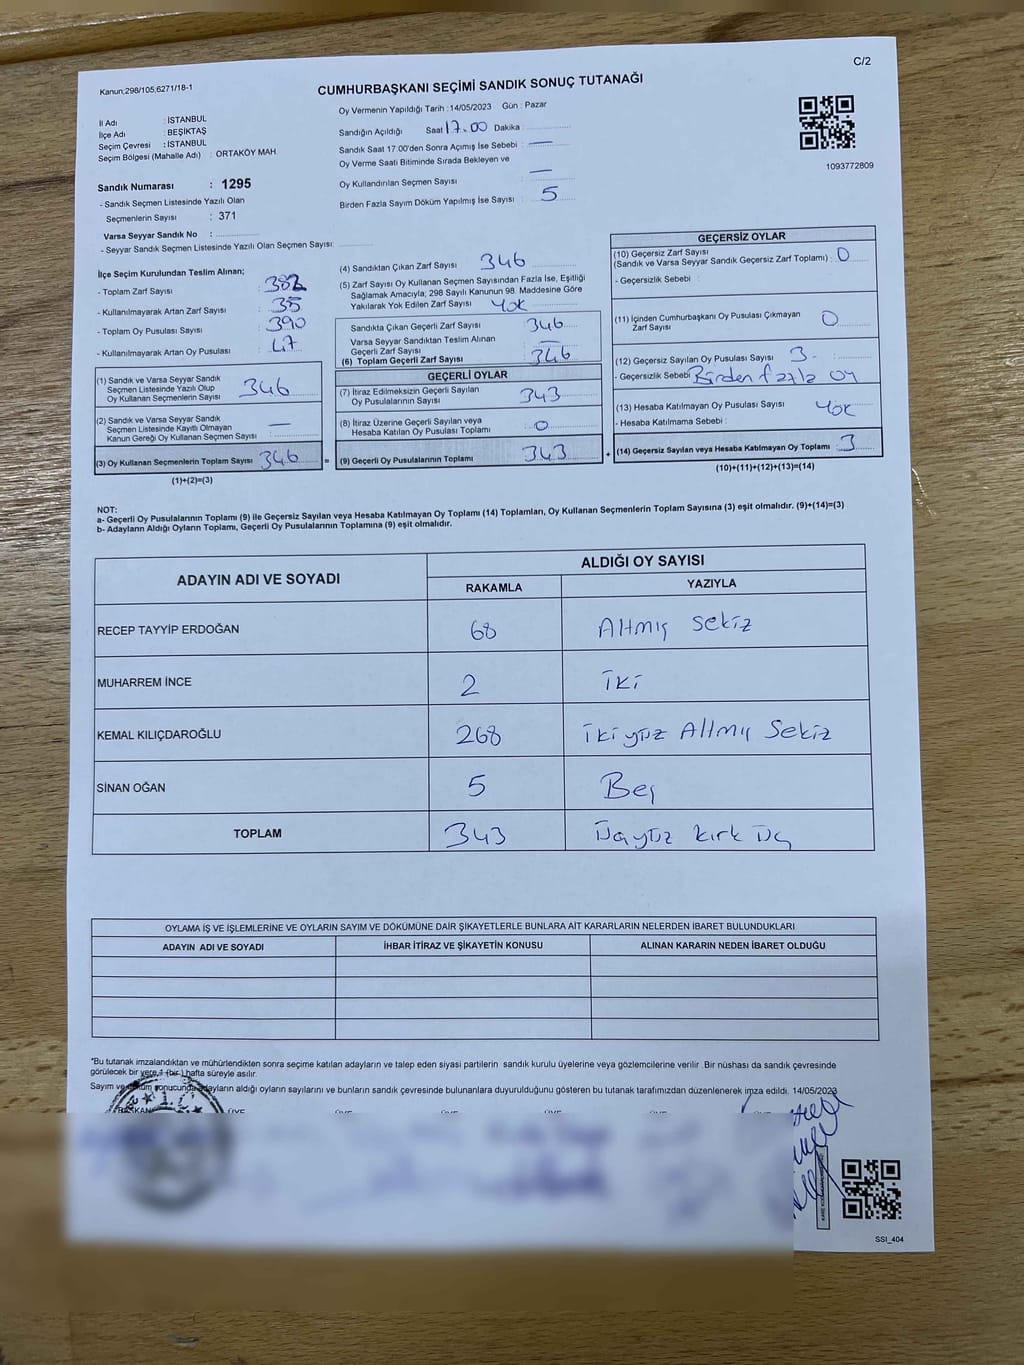 C/2
Kanun;298/105,6271/18-1
CUMHURBAŞKANI SEÇİMİ SANDIK SONUÇ TUTANAĞI
İl Adı : İSTANBUL
İlçe Adı : BEŞİKTAŞ
Seçim Çevresi : İSTANBUL
Seçim Bölgesi (Mahalle Adı) : ORTAKÖY MAH.
Sandık Numarası : 1295
- Sandık Seçmen Listesinde Yazılı Olan
Seçmenlerin Sayısı : 371
Varsa Seyyar Sandık No :
- Seyyar Sandık Seçmen Listesinde Yazılı Olan Seçmen Sayısı:
Oy Vermenin Yapıldığı Tarih : 14/05/2023 Gün : Pazar
Sandığın Açıldığı Saat 17.00 Dakika :
Sandık Saat 17.00'den Sonra Açımış İse Sebebi : —
Oy Verme Saati Bitiminde Sırada Bekleyen ve
Oy Kullandırılan Seçmen Sayısı : —
Birden Fazla Sayım Döküm Yapılmış İse Sayısı : 5
1093772809
İlçe Seçim Kurulundan Teslim Alınan;
- Toplam Zarf Sayısı : 382
- Kullanılmayarak Artan Zarf Sayısı : 35
- Toplam Oy Pusulası Sayısı : 390
- Kullanılmayarak Artan Oy Pusulası : 47
(1) Sandık ve Varsa Seyyar Sandık
Seçmen Listesinde Yazılı Olup
Oy Kullanan Seçmenlerin Sayısı : 346
(2) Sandık ve Varsa Seyyar Sandık
Seçmen Listesinde Kayıtlı Olmayan
Kanun Gereği Oy Kullanan Seçmen Sayısı : —
(3) Oy Kullanan Seçmenlerin Toplam Sayısı : 346
(1)+(2)=(3)
(4) Sandıktan Çıkan Zarf Sayısı : 346
(5) Zarf Sayısı Oy Kullanan Seçmen Sayısından Fazla İse, Eşitliği
Sağlamak Amacıyla, 298 Sayılı Kanunun 98. Maddesine Göre
Yakılarak Yok Edilen Zarf Sayısı : YOK
Sandıkta Çıkan Geçerli Zarf Sayısı : 346
Varsa Seyyar Sandıktan Teslim Alınan
Geçerli Zarf Sayısı : —
(6) Toplam Geçerli Zarf Sayısı : 346
GEÇERLİ OYLAR
(7) İtiraz Edilmeksizin Geçerli Sayılan
Oy Pusulalarının Sayısı : 343
(8) İtiraz Üzerine Geçerli Sayılan veya
Hesaba Katılan Oy Pusulası Toplamı : 0
= (9) Geçerli Oy Pusulalarının Toplamı : 343
GEÇERSİZ OYLAR
(10) Geçersiz Zarf Sayısı
(Sandık ve Varsa Seyyar Sandık Geçersiz Zarf Toplamı) : 0
- Geçersizlik Sebebi :
(11) İçinden Cumhurbaşkanı Oy Pusulası Çıkmayan
Zarf Sayısı : 0
(12) Geçersiz Sayılan Oy Pusulası Sayısı : 3
- Geçersizlik Sebebi : Birden fazla oy
(13) Hesaba Katılmayan Oy Pusulası Sayısı : YOK
- Hesaba Katılmama Sebebi :
+ (14) Geçersiz Sayılan veya Hesaba Katılmayan Oy Toplamı : 3
(10)+(11)+(12)+(13)=(14)
NOT:
a- Geçerli Oy Pusulalarının Toplamı (9) ile Geçersiz Sayılan veya Hesaba Katılmayan Oy Toplamı (14) Toplamları, Oy Kullanan Seçmenlerin Toplam Sayısına (3) eşit olmalıdır. (9)+(14)=(3)
b- Adayların Aldığı Oyların Toplamı, Geçerli Oy Pusulalarının Toplamına (9) eşit olmalıdır.
ADAYIN ADI VE SOYADI ALDIĞI OY SAYISI
RAKAMLA YAZIYLA
RECEP TAYYİP ERDOĞAN 68 Altmış Sekiz
MUHARREM İNCE 2 İki
KEMAL KILIÇDAROĞLU 268 İkiyüz Altmış Sekiz
SİNAN OĞAN 5 Beş
TOPLAM 343 Üçyüz kırk üç
OYLAMA İŞ VE İŞLEMLERİNE VE OYLARIN SAYIM VE DÖKÜMÜNE DAİR ŞİKAYETLERLE BUNLARA AİT KARARLARIN NELERDEN İBARET BULUNDUKLARI
ADAYIN ADI VE SOYADI İHBAR İTİRAZ VE ŞİKAYETİN KONUSU ALINAN KARARIN NEDEN İBARET OLDUĞU
*Bu tutanak imzalandıktan ve mühürlendikten sonra seçime katılan adayların ve talep eden siyasi partilerin sandık kurulu üyelerine veya gözlemcilerine verilir. Bir nüshası da sandık çevresinde
görülecek bir yere 1 (bir) hafta süreyle asılır.
Sayım ve döküm sonucunda adayların aldığı oyların sayılarını ve bunların sandık çevresinde bulunanlara duyurulduğunu gösteren bu tutanak tarafımızdan düzenlenerek imza edildi. 14/05/2023
BAŞKAN ÜYE ÜYE ÜYE ÜYE ÜYE
SSI_404